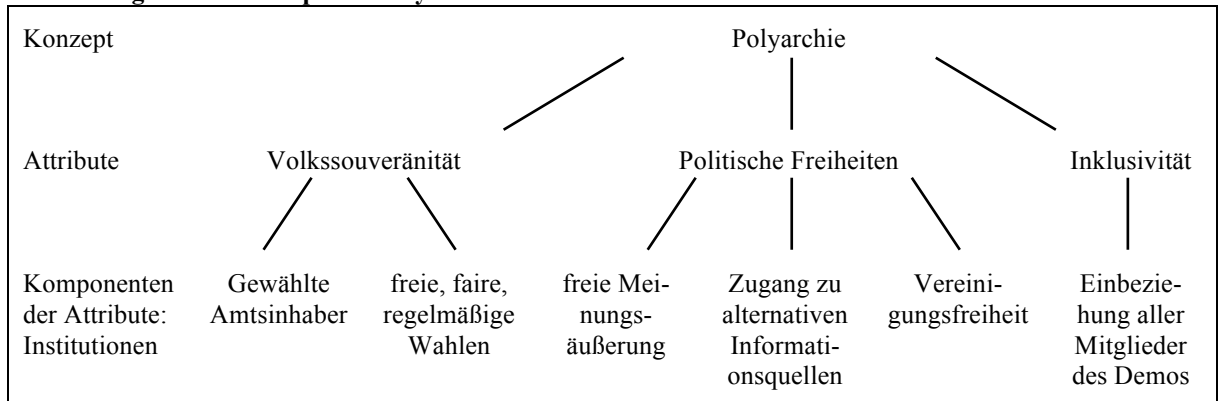 Konzept Polyarchie
Attribute Volkssouveränität Politische Freiheiten Inklusivität
Komponenten Gewählte freie, faire, freie Mei- Zugang zu Vereini- Einbezie-
der Attribute: Amtsinhaber regelmäßige nungs- alternativen gungsfreiheit hung aller
Institutionen Wahlen äußerung Informati- Mitglieder
onsquellen des Demos